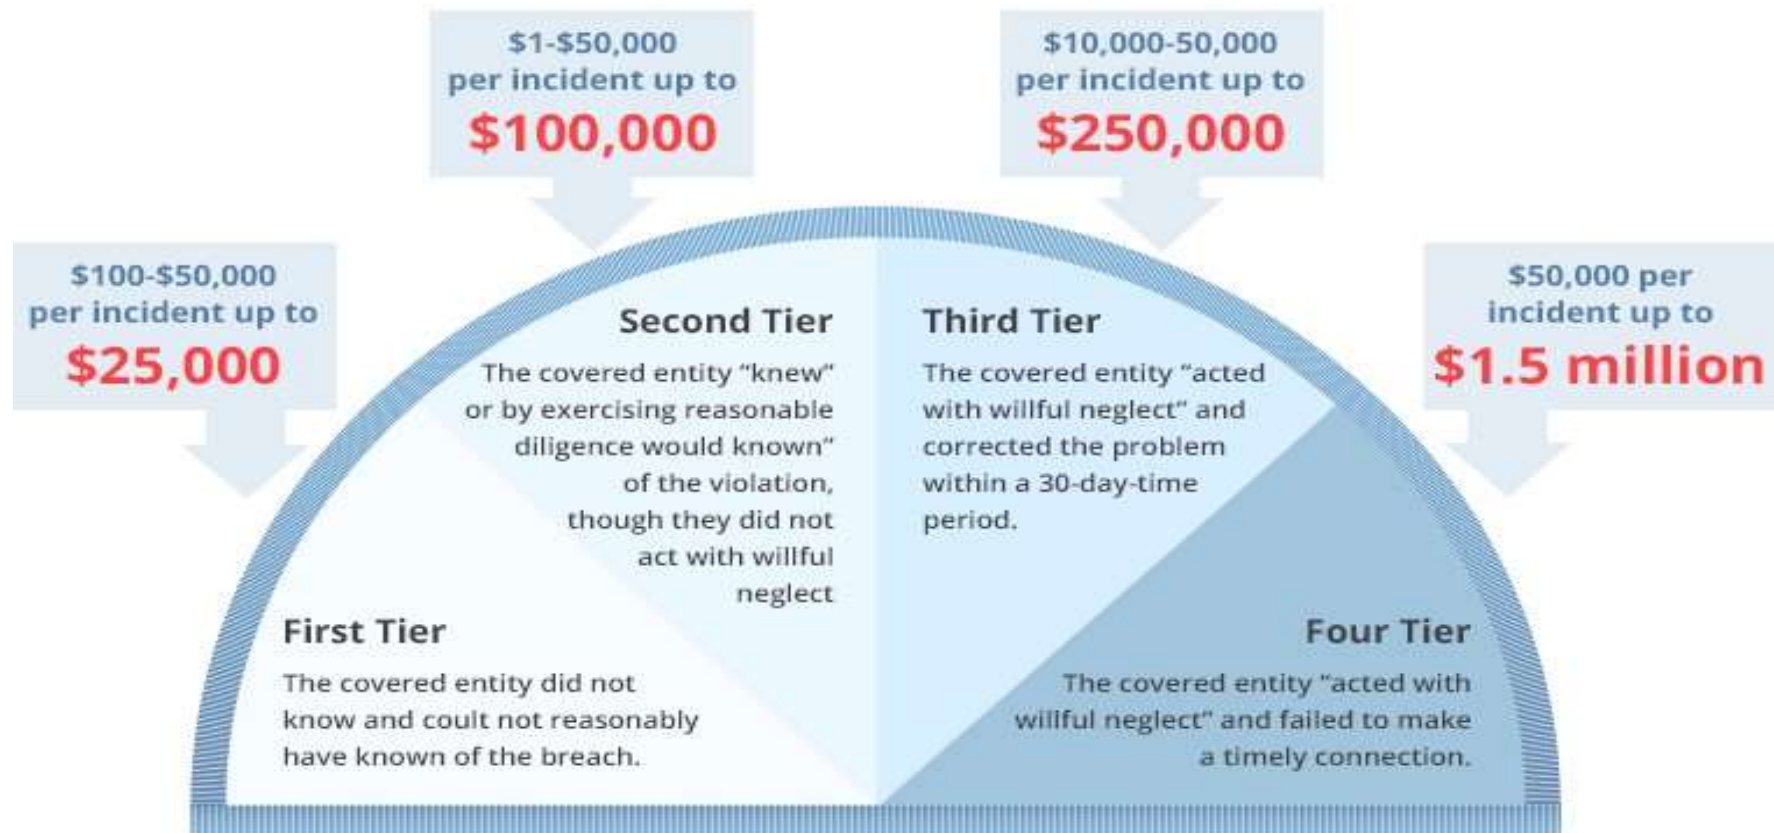 $1-$50,000
per incident up to
$100,000
$10,000-50,000
per incident up to
$250,000
$100-$50,000
per incident up to
$25,000
$50,000 per
incident up to
$1.5 million
Second Tier
The covered entity “knew”
or by exercising reasonable
diligence would known”
of the violation,
though they did not
act with willful
neglect
Third Tier
The covered entity “acted
with willful neglect” and
corrected the problem
within a 30-day-time
period.
First Tier
The covered entity did not
know and coult not reasonably
have known of the breach.
Four Tier
The covered entity “acted with
willful neglect” and failed to make
a timely connection.